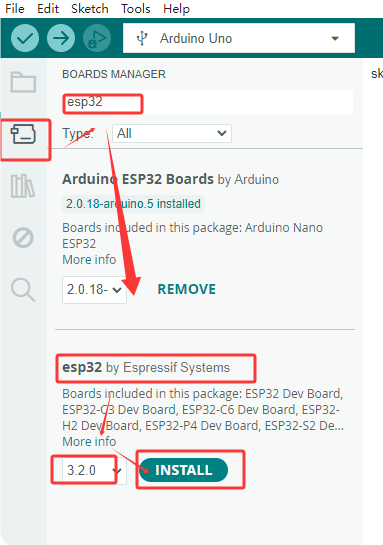 File Edit Sketch Tools Help
Arduino Uno
sk
BOARDS MANAGER
esp32
Type: All
Arduino ESP32 Boards by Arduino
2.0.18-arduino.5 installed
Boards included in this package: Arduino Nano
ESP32
More info
2.0.18- REMOVE
esp32 by Espressif Systems
Boards included in this package: ESP32 Dev Board,
ESP32-C3 Dev Board, ESP32-C6 Dev Board, ESP32-
H2 Dev Board, ESP32-P4 Dev Board, ESP32-S2 De...
More info
3.2.0 INSTALL